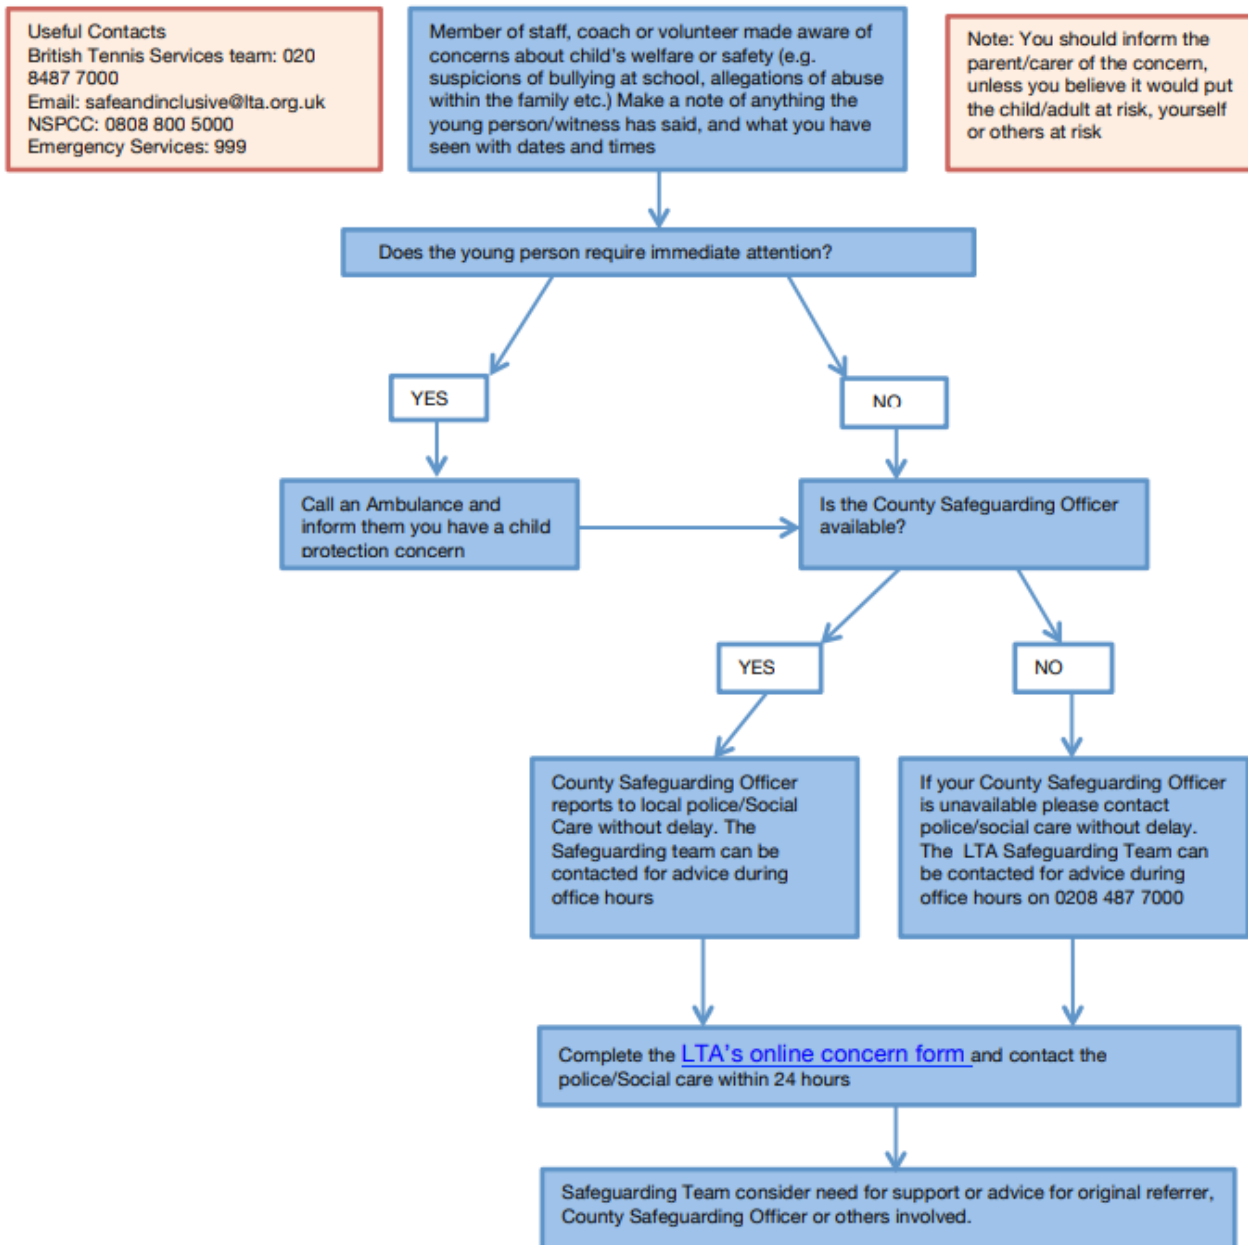 Useful Contacts
British Tennis Services team: 020
8487 7000
Email: safeandinclusive@lta.org.uk
NSPCC: 0808 800 5000
Emergency Services: 999
Member of staff, coach or volunteer made aware of
concerns about child's welfare or safety (e.g.
suspicions of bullying at school, allegations of abuse
within the family etc.) Make a note of anything the
young person/witness has said, and what you have
seen with dates and times
Note: You should inform the
parent/carer of the concern,
unless you believe it would put
the child/adult at risk, yourself
or others at risk
Does the young person require immediate attention?
YES
NO
Call an Ambulance and
inform them you have a child
protection concern
Is the County Safeguarding Officer
available?
YES
NO
County Safeguarding Officer
reports to local police/Social
Care without delay. The
Safeguarding team can be
contacted for advice during
office hours
If your County Safeguarding Officer
is unavailable please contact
police/social care without delay.
The LTA Safeguarding Team can
be contacted for advice during
office hours on 0208 487 7000
Complete the LTA's online concern form and contact the
police/Social care within 24 hours
Safeguarding Team consider need for support or advice for original referrer,
County Safeguarding Officer or others involved.